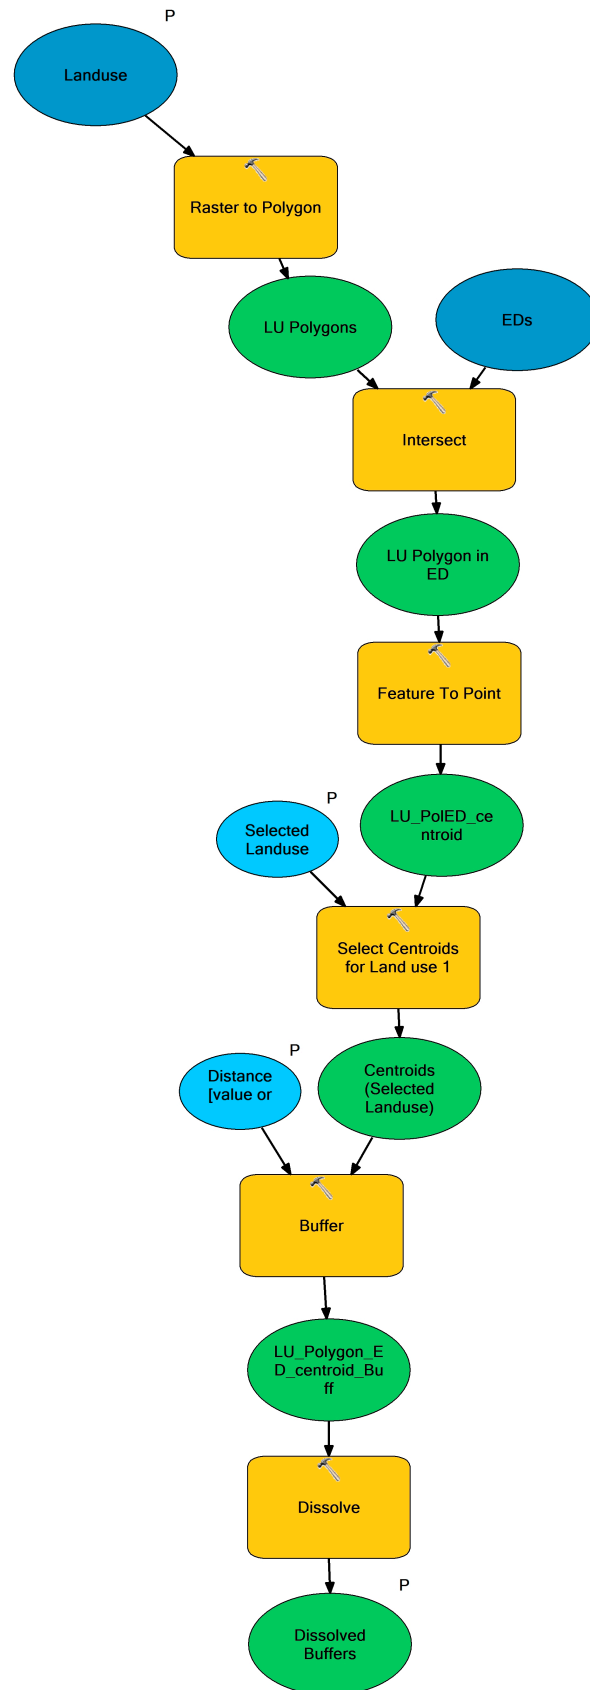 P
Landuse
Raster to Polygon
LU Polygons
EDs
Intersect
LU Polygon in
ED
Feature To Point
P
Selected
Landuse
LU_PolED_ce
ntroid
Select Centroids
for Land use 1
P
Distance
[value or
Centroids
(Selected
Landuse)
Buffer
LU_Polygon_E
D_centroid_Bu
ff
Dissolve
P
Dissolved
Buffers